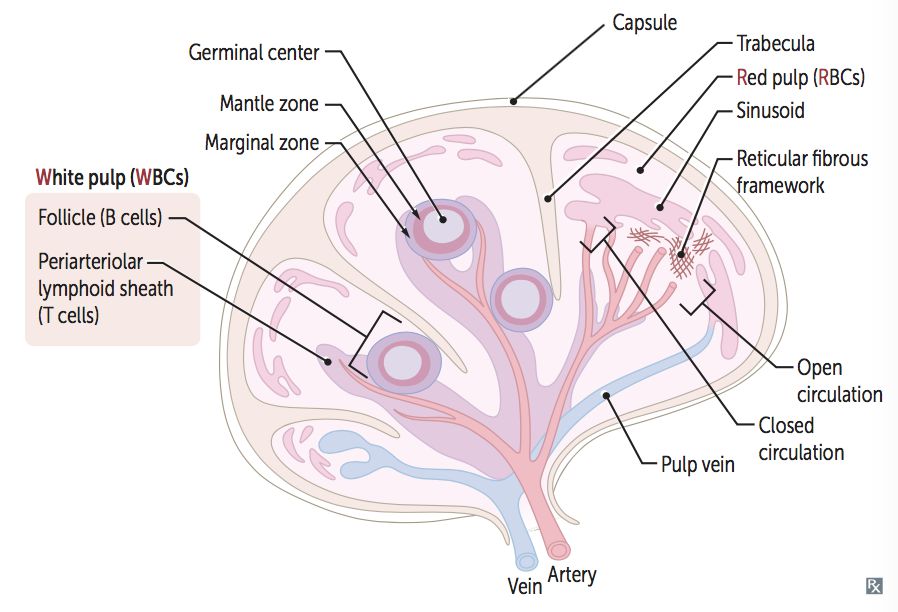 Capsule
Germinal center
Trabecula
Red pulp (RBCs)
Mantle zone
Sinusoid
Marginal zone
Reticular fibrous
framework
White pulp (WBCs)
Follicle (B cells)
Periarteriolar
lymphoid sheath
(T cells)
Open
circulation
Closed
circulation
Pulp vein
Vein
Artery
Rx